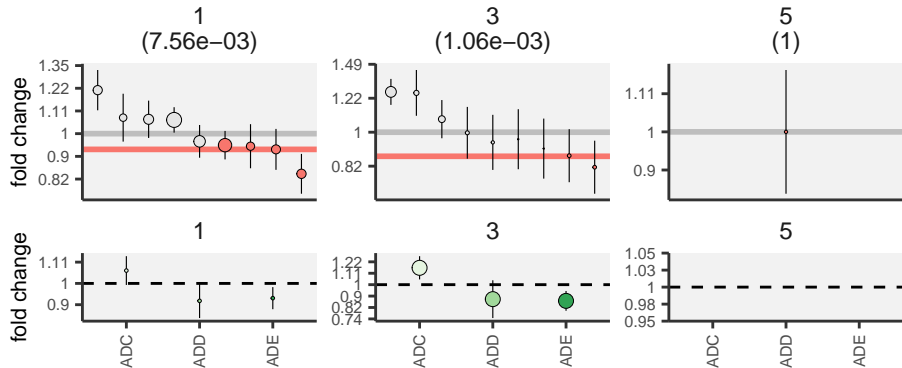 1
(7.56e−03)
3
(1.06e−03)
5
(1)
fold change
1.35
1.22
1.11
1
0.9
0.82
1.49
1.22
1
0.82
1.11
1
0.9
1
3
5
fold change
1.11
1
0.9
1.22
1.11
1
0.9
0.82
0.74
1.05
1.03
1
0.98
0.95
ADC
ADD
ADE
ADC
ADD
ADE
ADC
ADD
ADE